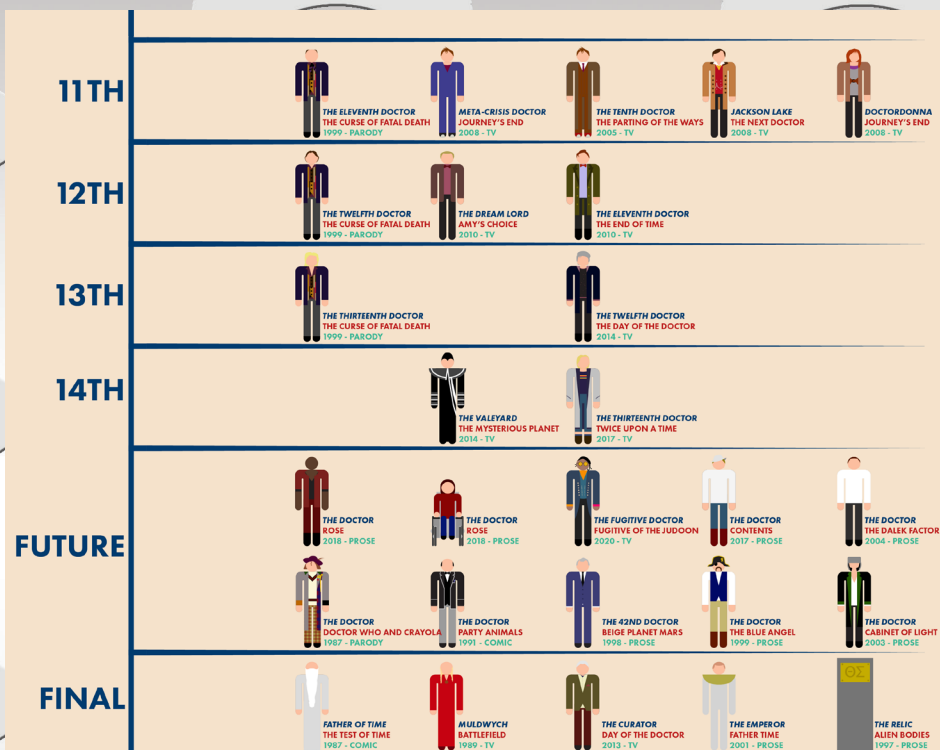 11TH
THE ELEVENTH DOCTOR
THE CURSE OF FATAL DEATH
1999 - PARODY
META-CRISIS DOCTOR
JOURNEY'S END
2008 - TV
THE TENTH DOCTOR
THE PARTING OF THE WAYS
2005 - TV
JACKSON LAKE
THE NEXT DOCTOR
2008 - TV
DOCTORDONNA
JOURNEY'S END
2008 - TV
12TH
THE TWELFTH DOCTOR
THE CURSE OF FATAL DEATH
1999 - PARODY
THE DREAM LORD
AMY'S CHOICE
2010 - TV
THE ELEVENTH DOCTOR
THE END OF TIME
2010 - TV
13TH
THE THIRTEENTH DOCTOR
THE CURSE OF FATAL DEATH
1999 - PARODY
THE TWELFTH DOCTOR
THE DAY OF THE DOCTOR
2014 - TV
14TH
THE VALEYARD
THE MYSTERIOUS PLANET
2014 - TV
THE THIRTEENTH DOCTOR
TWICE UPON A TIME
2017 - TV
FUTURE
THE DOCTOR
ROSE
2018 - PROSE
THE DOCTOR
ROSE
2018 - PROSE
THE FUGITIVE DOCTOR
FUGITIVE OF THE JUDOON
2020 - TV
THE DOCTOR
CONTENTS
2017 - PROSE
THE DOCTOR
THE DALEK FACTOR
2004 - PROSE
THE DOCTOR
DOCTOR WHO AND CRAYOLA
1987 - PARODY
THE DOCTOR
PARTY ANIMALS
1991 - COMIC
THE 42ND DOCTOR
BEIGE PLANET MARS
1998 - PROSE
THE DOCTOR
THE BLUE ANGEL
1999 - PROSE
THE DOCTOR
CABINET OF LIGHT
2003 - PROSE
FINAL
FATHER OF TIME
THE TEST OF TIME
1987 - COMIC
MULDWYCH
BATTLEFIELD
1989 - TV
THE CURATOR
DAY OF THE DOCTOR
2013 - TV
THE EMPEROR
FATHER TIME
2001 - PROSE
ΘΣ
THE RELIC
ALIEN BODIES
1997 - PROSE